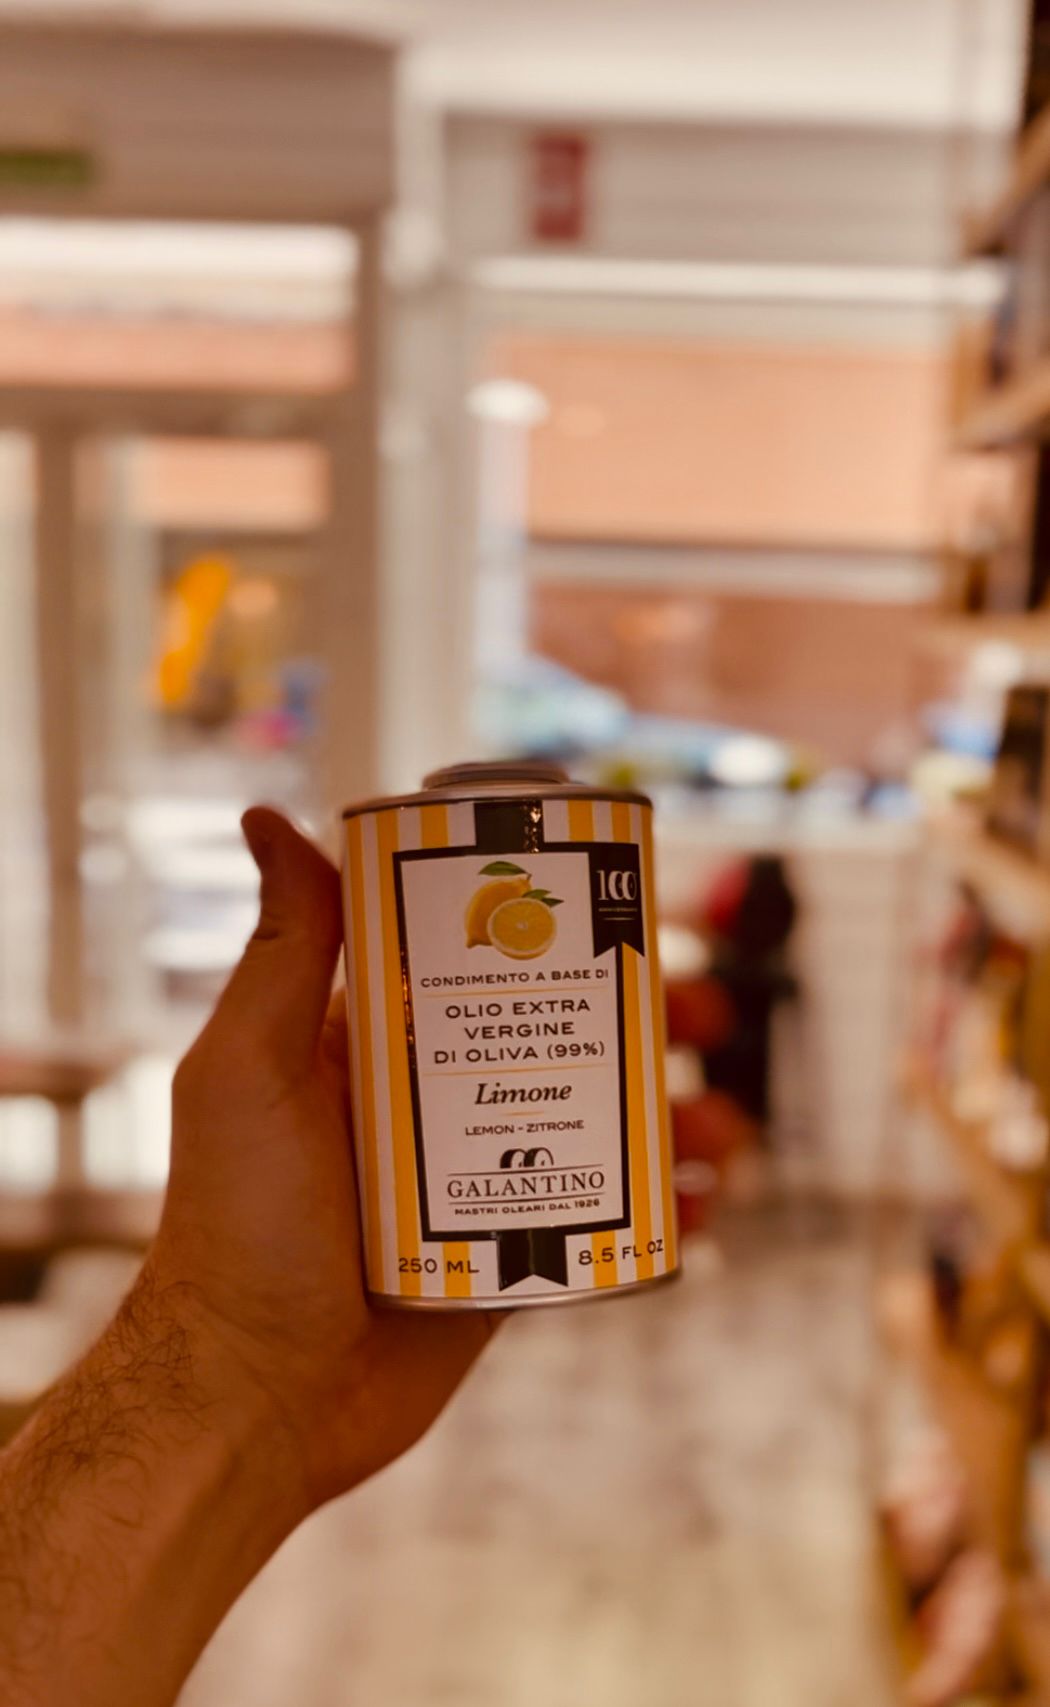 100
CONDIMENTO A BASE DI
OLIO EXTRA
VERGINE
DI OLIVA (99%)
Limone
LEMON - ZITRONE
GALANTINO
MASTRI OLEARI DAL 1926
250 ML
8.5 FL OZ